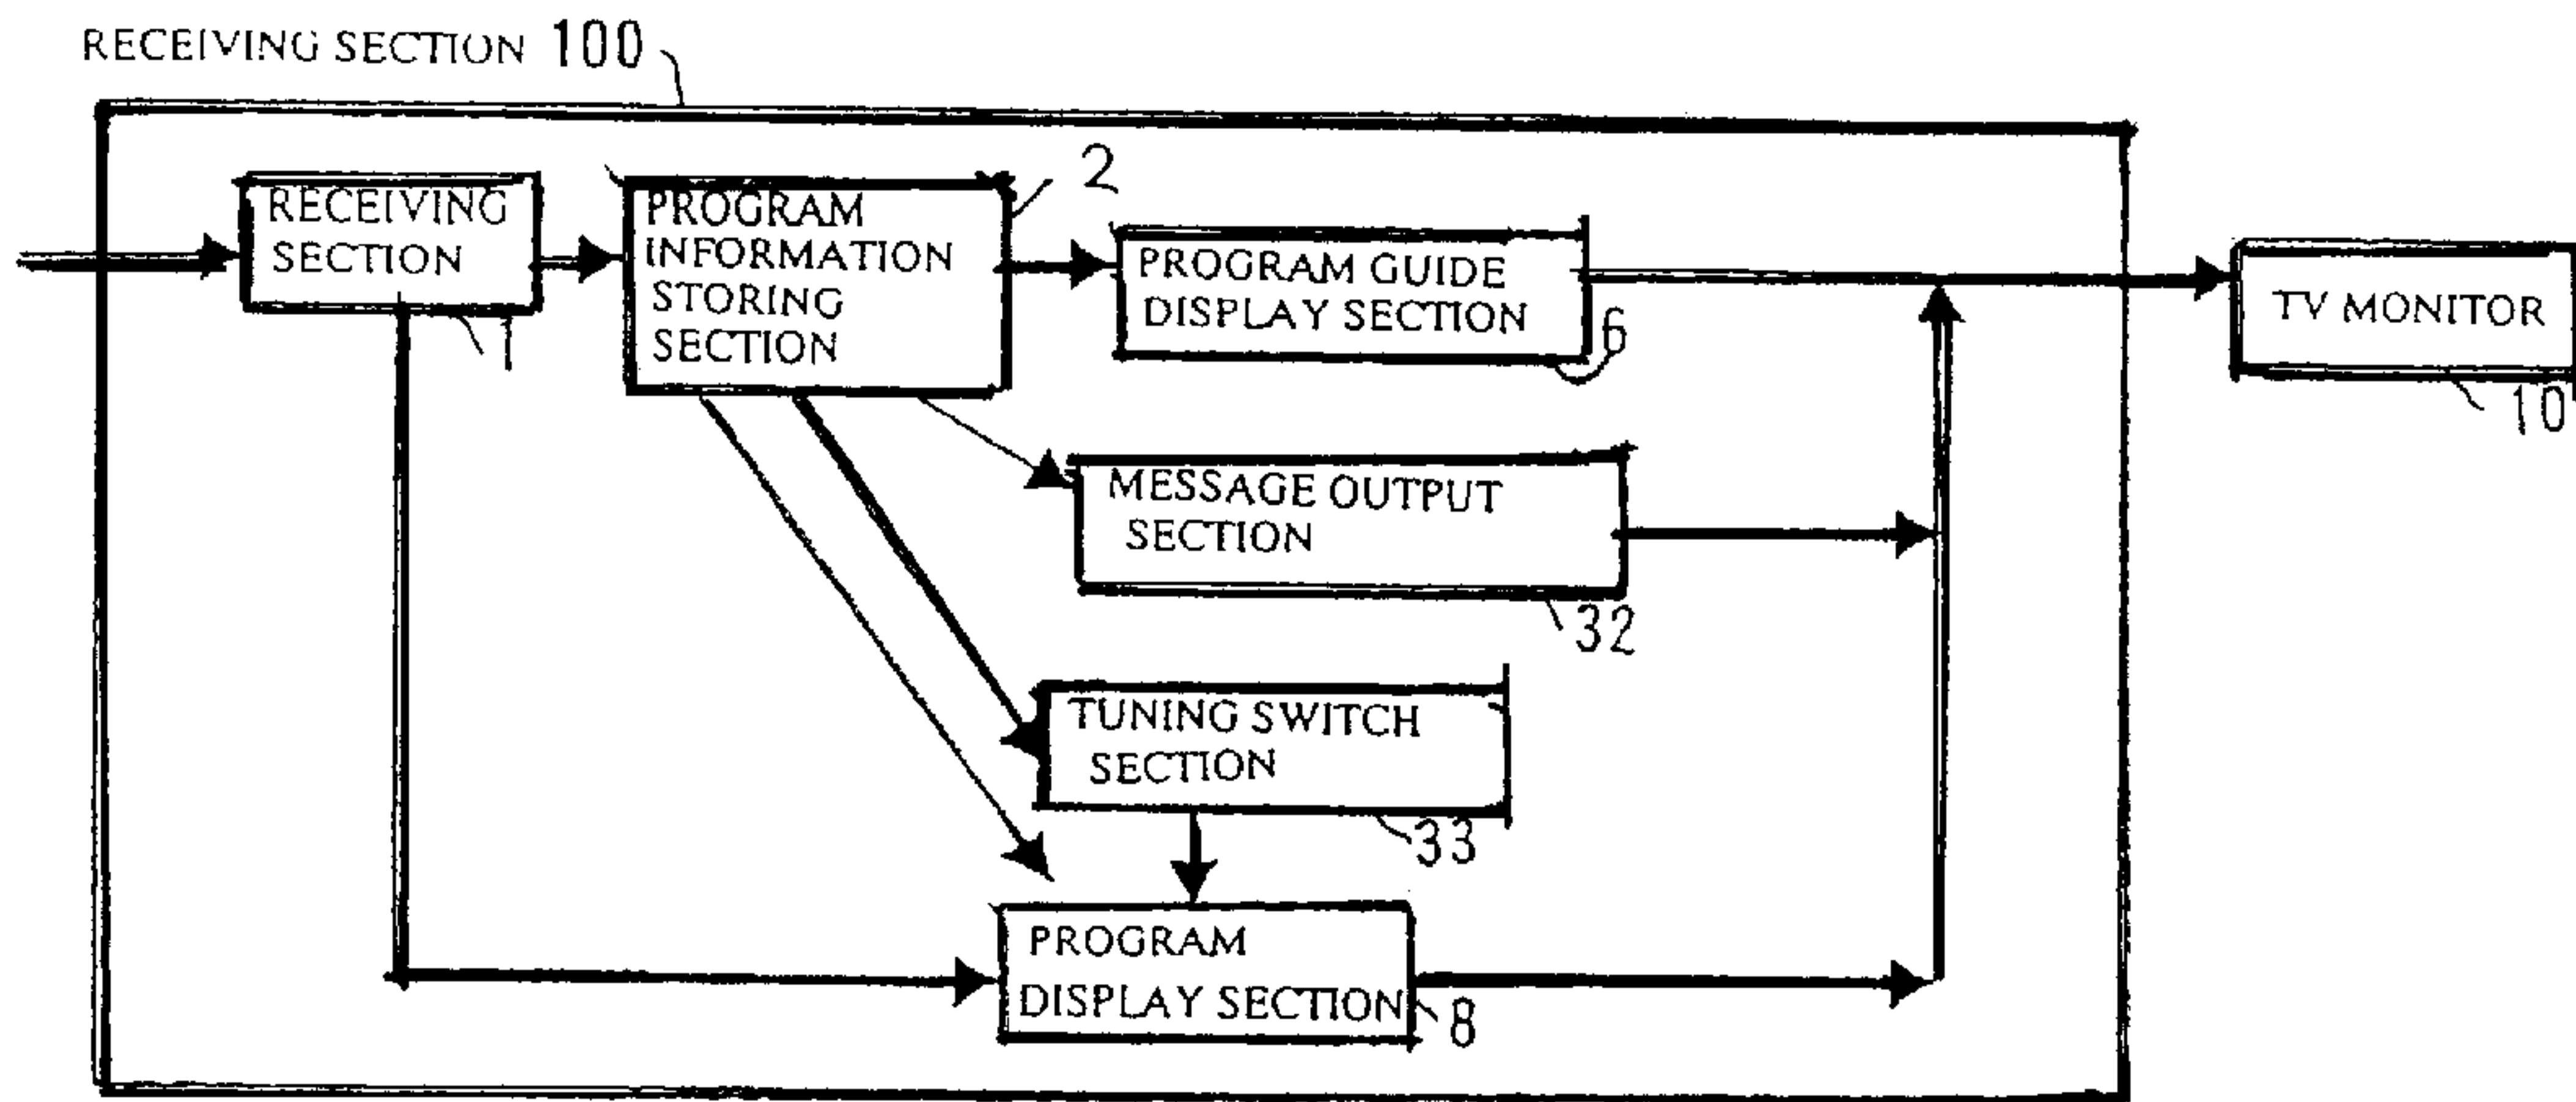 RECEIVING SECTION 100
RECEIVING
SECTION
1
PROGRAM
INFORMATION
STORING
SECTION
2
PROGRAM GUIDE
DISPLAY SECTION
6
TV MONITOR
10
MESSAGE OUTPUT
SECTION
32
TUNING SWITCH
SECTION
33
PROGRAM
DISPLAY SECTION
8